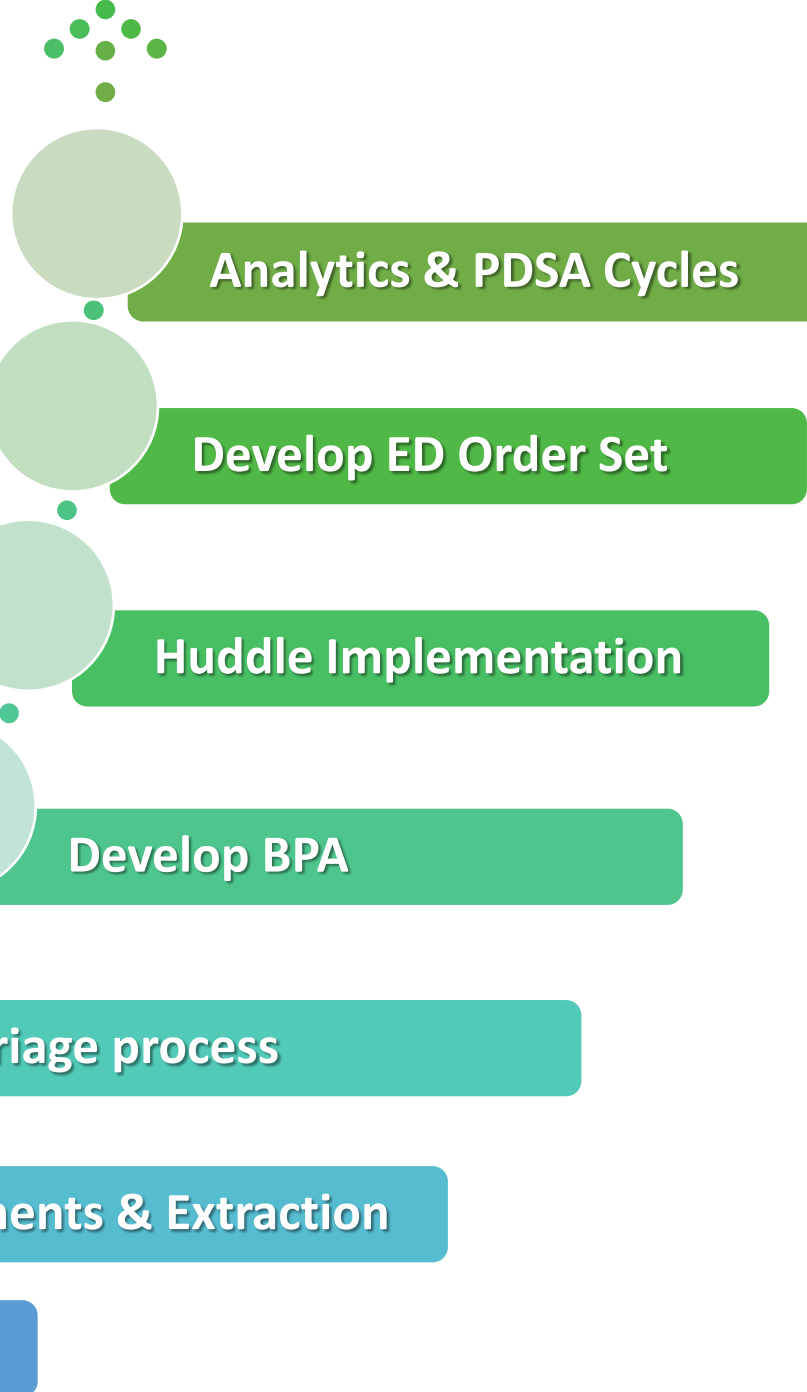 Analytics & PDSA Cycles
Develop ED Order Set
Huddle Implementation
Develop BPA
riage process
ents & Extraction